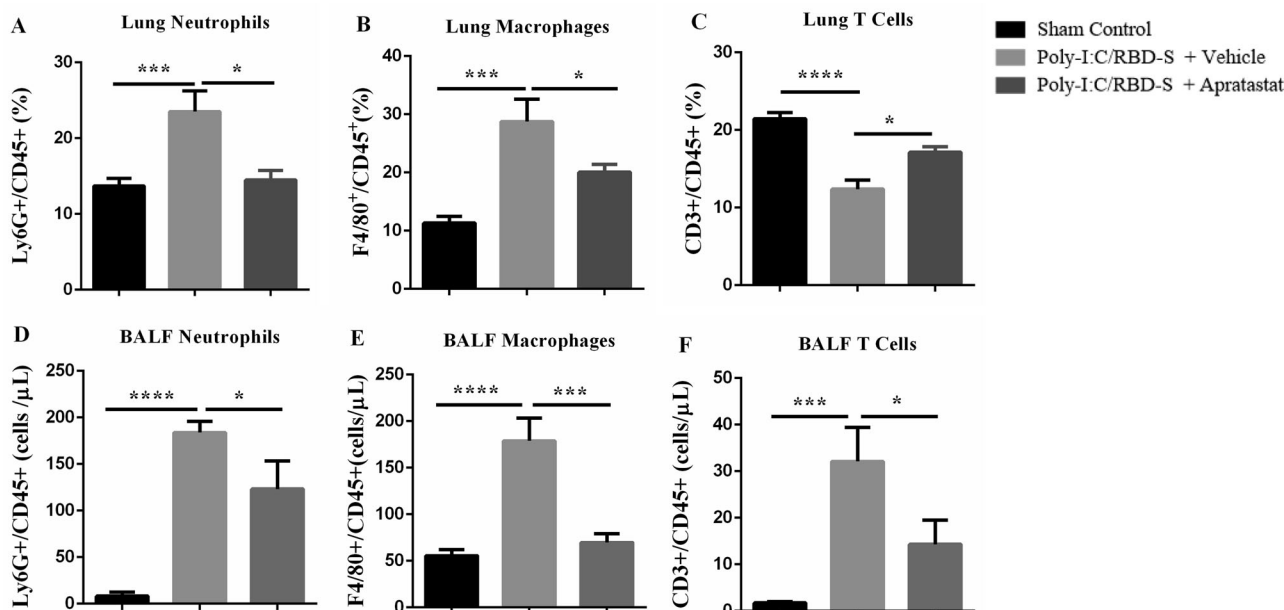 A
Lung Neutrophils
Ly6G+/CD45+ (%)
30
20
10
0
***
*
B
Lung Macrophages
F4/80⁺/CD45⁺(%)
40
30
20
10
0
***
*
C
Lung T Cells
CD3+/CD45+ (%)
30
20
10
0
****
*
Sham Control
Poly-I:C/RBD-S + Vehicle
Poly-I:C/RBD-S + Apratastat
D
BALF Neutrophils
Ly6G+/CD45+ (cells/μL)
250
200
150
100
50
0
****
*
E
BALF Macrophages
F4/80+/CD45+(cells/μL)
250
200
150
100
50
0
****
***
F
BALF T Cells
CD3+/CD45+ (cells/μL)
50
40
30
20
10
0
***
*